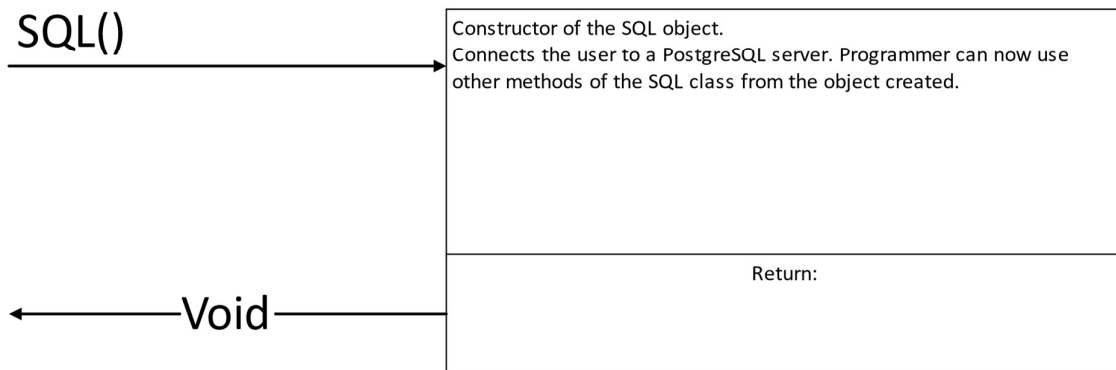 SQL()
Constructor of the SQL object.
Connects the user to a PostgreSQL server. Programmer can now use
other methods of the SQL class from the object created.
Return:
Void